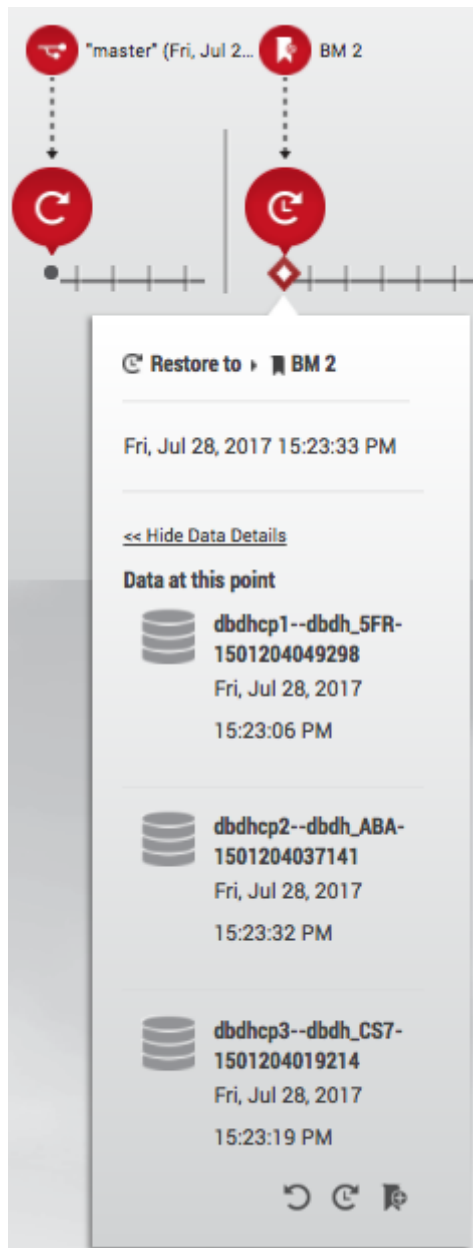 "master" (Fri, Jul 2... BM 2
Restore to BM 2
Fri, Jul 28, 2017 15:23:33 PM
<< Hide Data Details
Data at this point
dbdhcp1--dbdh_5FR-
1501204049298
Fri, Jul 28, 2017
15:23:06 PM
dbdhcp2--dbdh_ABA-
1501204037141
Fri, Jul 28, 2017
15:23:32 PM
dbdhcp3--dbdh_CS7-
1501204019214
Fri, Jul 28, 2017
15:23:19 PM